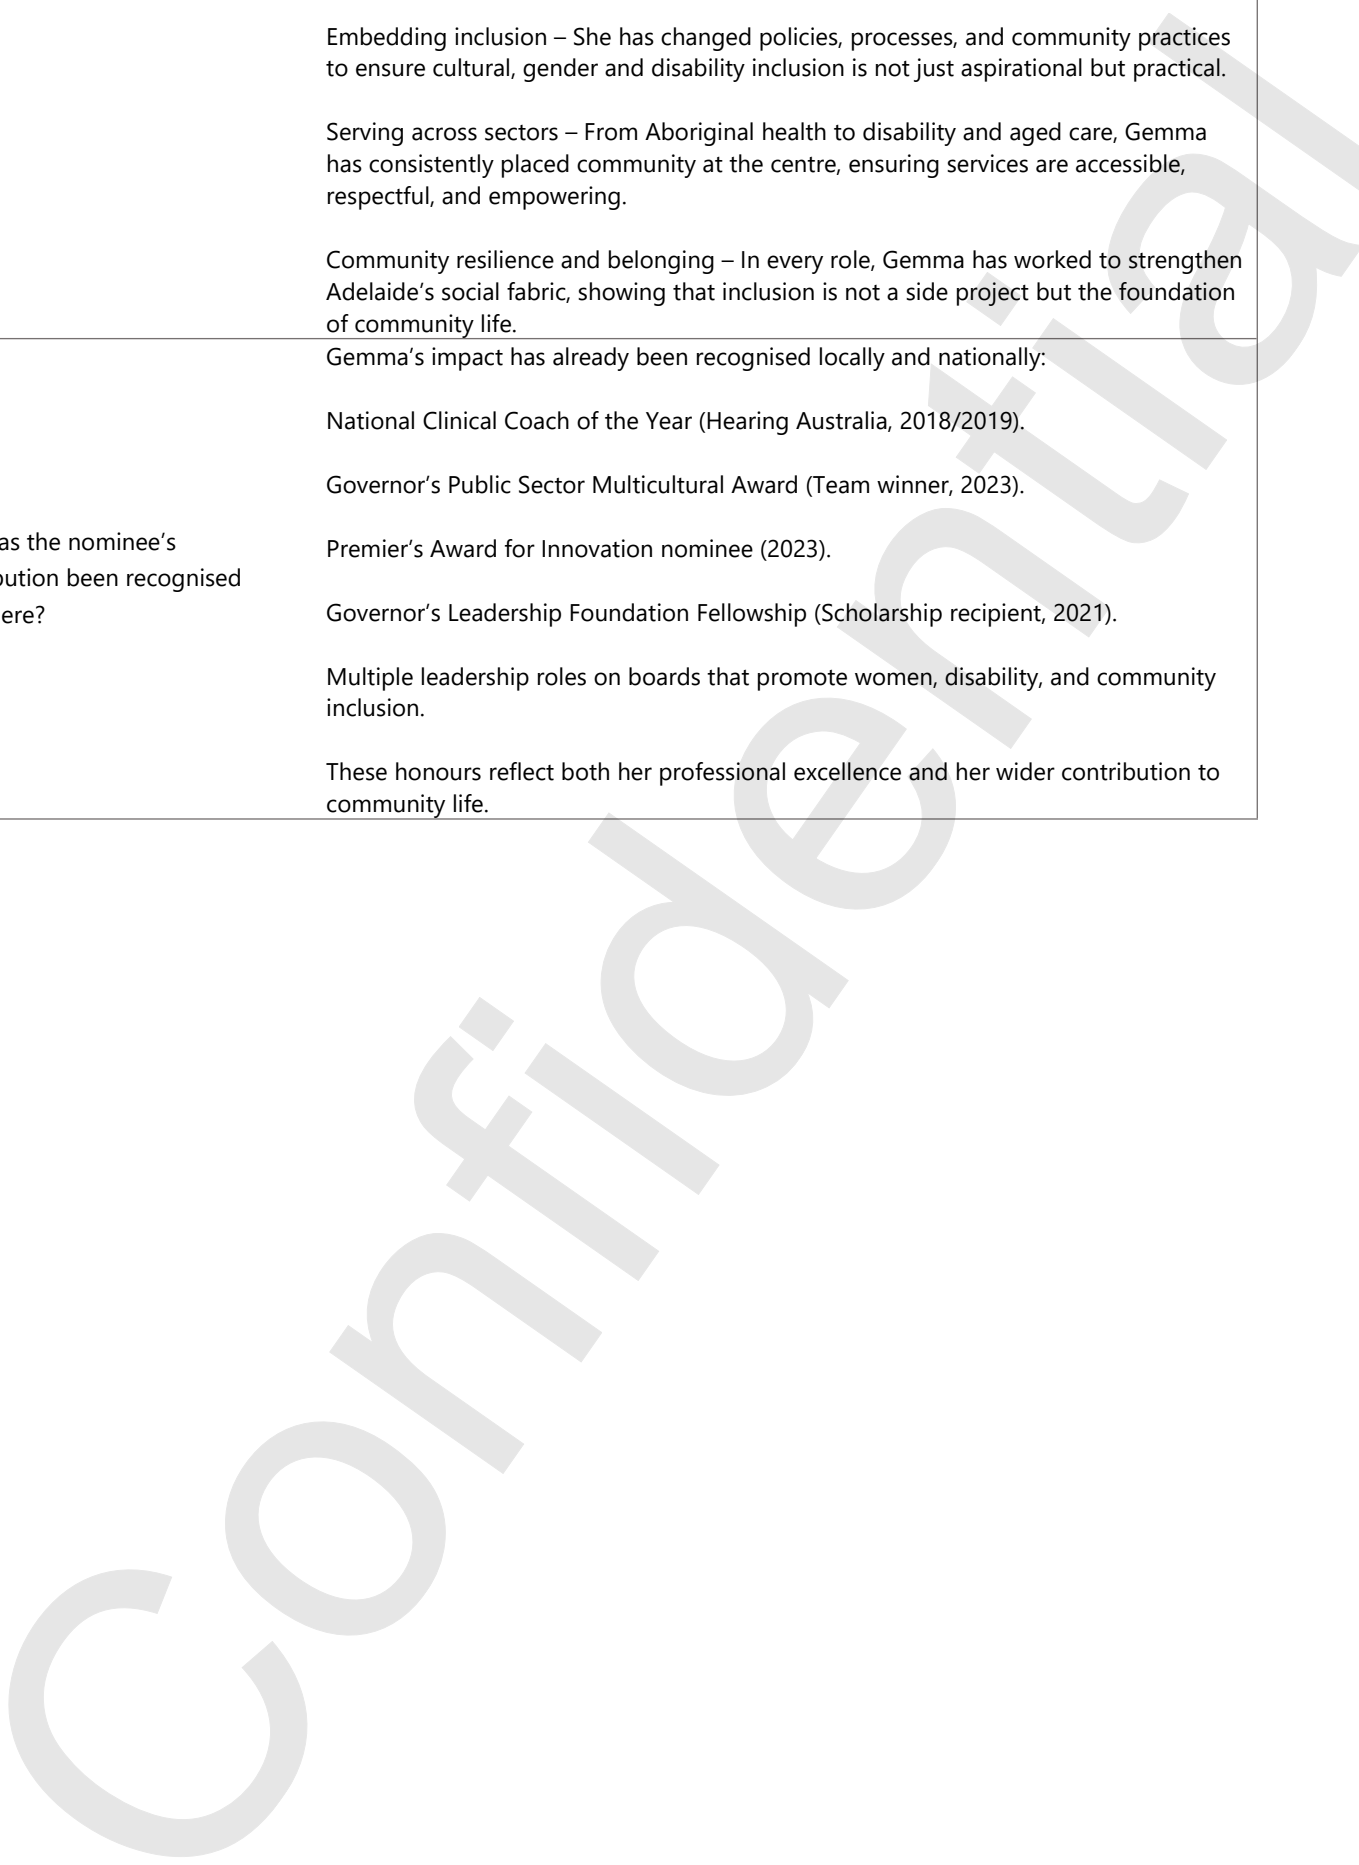 Embedding inclusion – She has changed policies, processes, and community practices
to ensure cultural, gender and disability inclusion is not just aspirational but practical.
Serving across sectors – From Aboriginal health to disability and aged care, Gemma
has consistently placed community at the centre, ensuring services are accessible,
respectful, and empowering.
Community resilience and belonging – In every role, Gemma has worked to strengthen
Adelaide’s social fabric, showing that inclusion is not a side project but the foundation
of community life.
as the nominee’s
bution been recognised
ere?
Gemma’s impact has already been recognised locally and nationally:
National Clinical Coach of the Year (Hearing Australia, 2018/2019).
Governor’s Public Sector Multicultural Award (Team winner, 2023).
Premier’s Award for Innovation nominee (2023).
Governor’s Leadership Foundation Fellowship (Scholarship recipient, 2021).
Multiple leadership roles on boards that promote women, disability, and community
inclusion.
These honours reflect both her professional excellence and her wider contribution to
community life.
Confidential